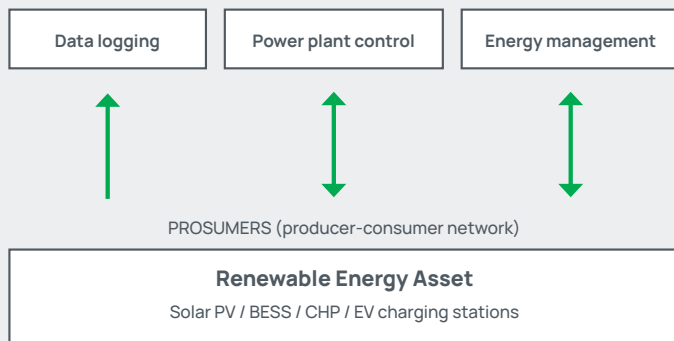 Data logging
Power plant control
Energy management
PROSUMERS (producer-consumer network)
Renewable Energy Asset
Solar PV / BESS / CHP / EV charging stations